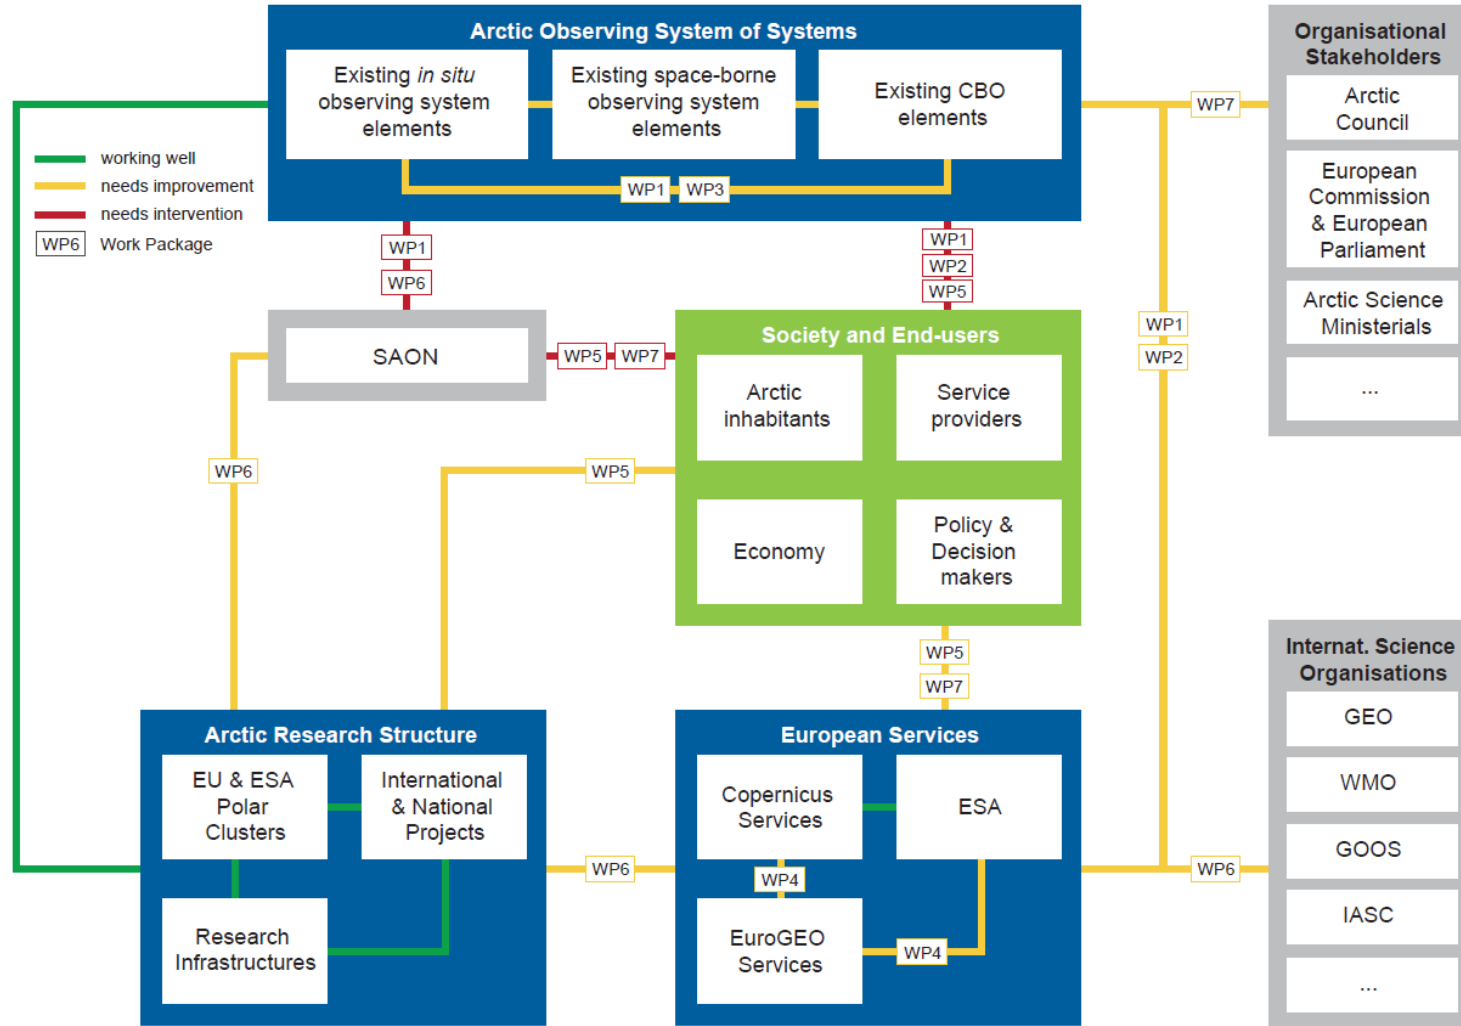 Arctic Observing System of Systems
Existing in situ
observing system
elements
Existing space-borne
observing system
elements
Existing CBO
elements
WP1
WP3
working well
needs improvement
needs intervention
WP6
Work Package
WP1
WP6
WP1
WP2
WP5
WP7
Organisational
Stakeholders
Arctic
Council
European
Commission
& European
Parliament
Arctic Science
Ministerials
...
WP1
WP2
SAON
WP5
WP7
Society and End-users
Arctic
inhabitants
Service
providers
Economy
Policy &
Decision
makers
WP6
WP5
WP5
WP7
Arctic Research Structure
EU & ESA
Polar
Clusters
International
& National
Projects
Research
Infrastructures
WP6
European Services
Copernicus
Services
ESA
WP4
EuroGEO
Services
WP4
WP6
Internat. Science
Organisations
GEO
WMO
GOOS
IASC
...